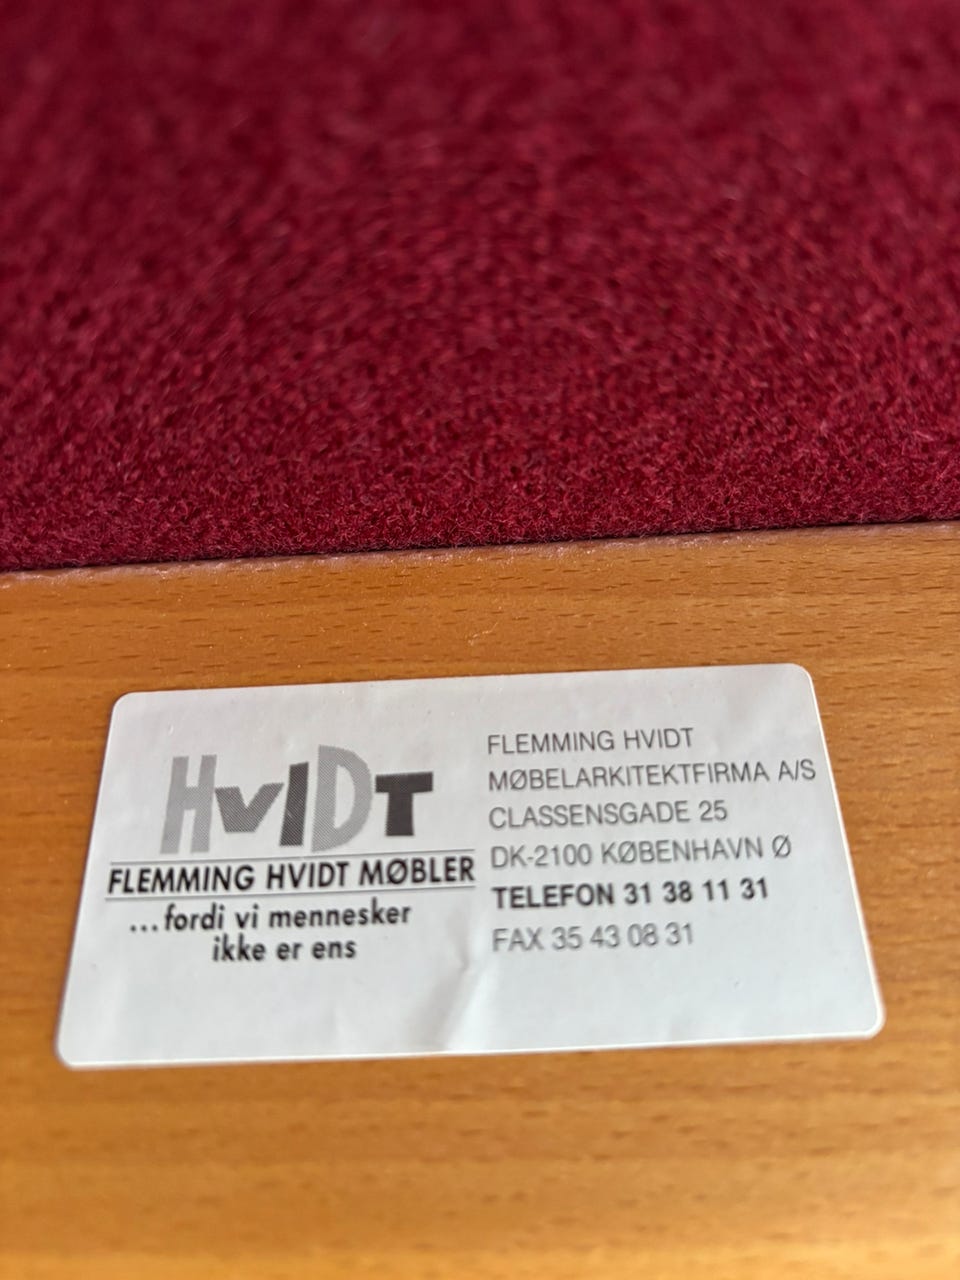 HVIDT
FLEMMING HVIDT MØBLER
...fordi vi mennesker
ikke er ens
FLEMMING HVIDT
MØBELARKITEKTFIRMA A/S
CLASSENSGADE 25
DK-2100 KØBENHAVN Ø
TELEFON 31 38 11 31
FAX 35 43 08 31